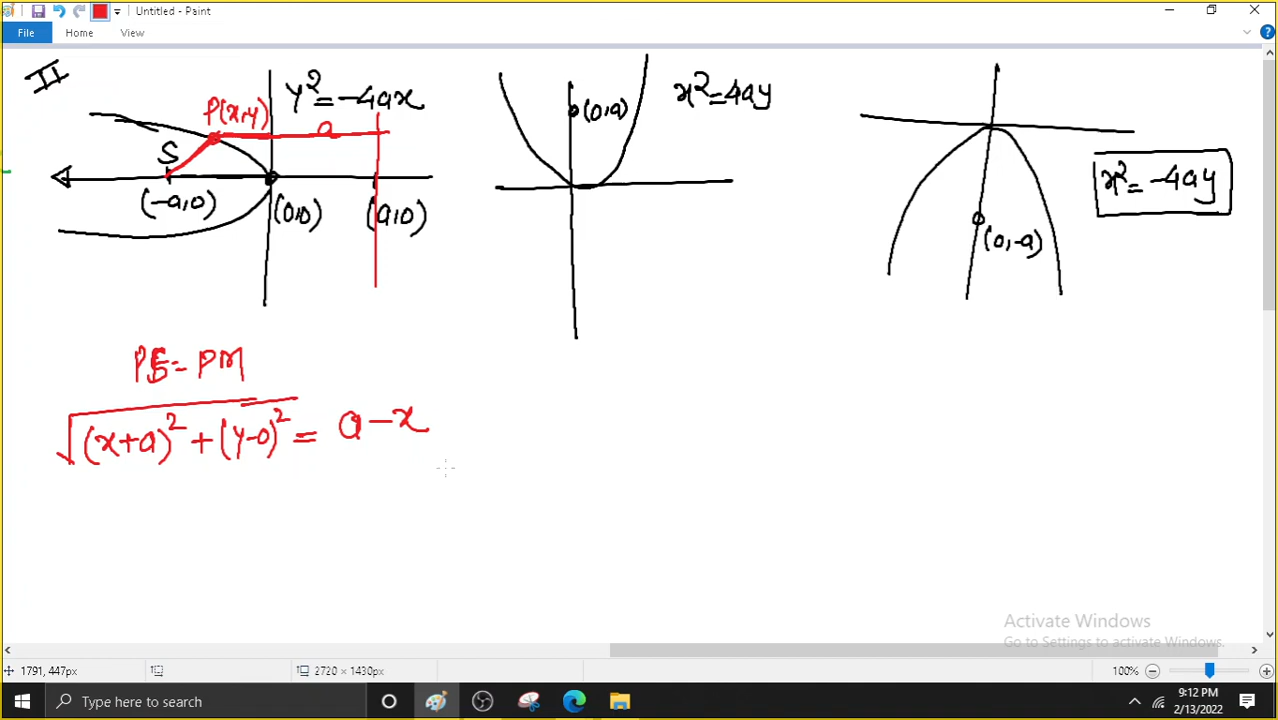 Untitled - Paint
File Home View
II
y² = -4ax
P(x,y)
a
S
(-a,0)
(0,0)
(a,0)
(0,a)
x² = 4ay
x² = -4ay
(0,-a)
PS = PM
√(x+a)² + (y-0)² = a - x
Activate Windows
Go to Settings to activate Windows.
1791, 447px
2720 × 1430px
100%
Type here to search
9:12 PM
2/13/2022